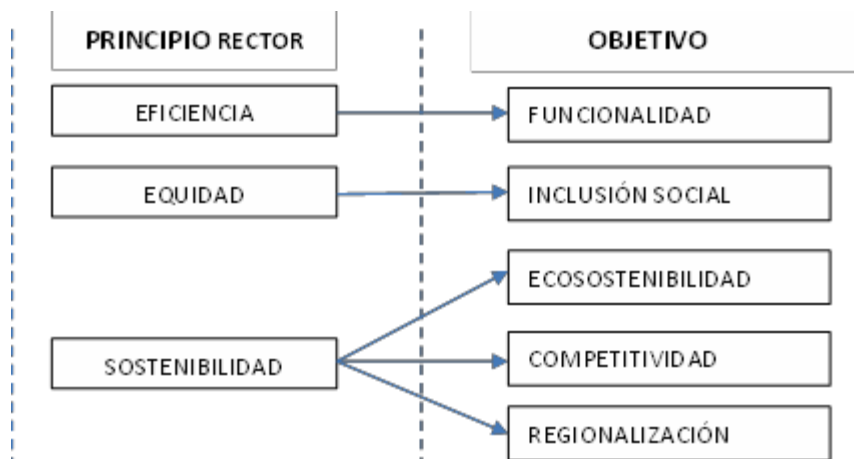 PRINCIPIO RECTOR
OBJETIVO
EFICIENCIA
FUNCIONALIDAD
EQUIDAD
INCLUSIÓN SOCIAL
ECOSOSTENIBILIDAD
SOSTENIBILIDAD
COMPETITIVIDAD
REGIONALIZACIÓN